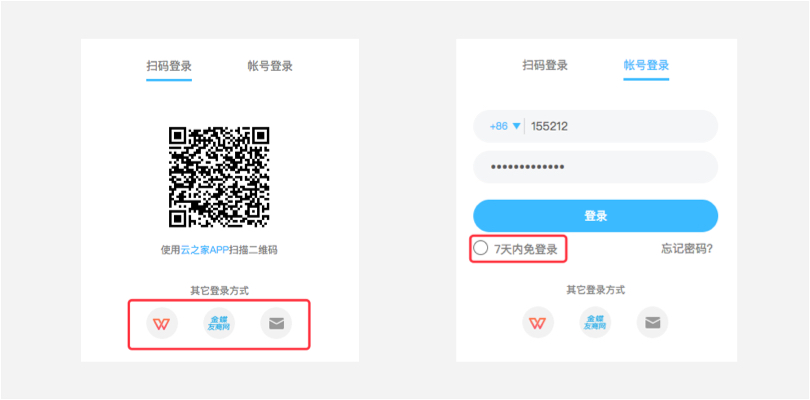 扫码登录
帐号登录
使用云之家APP扫描二维码
其它登录方式
W
金蝶
友商网
扫码登录
帐号登录
+86
155212
•••••••••••••
登录
7天内免登录
忘记密码?
其它登录方式
W
金蝶
友商网